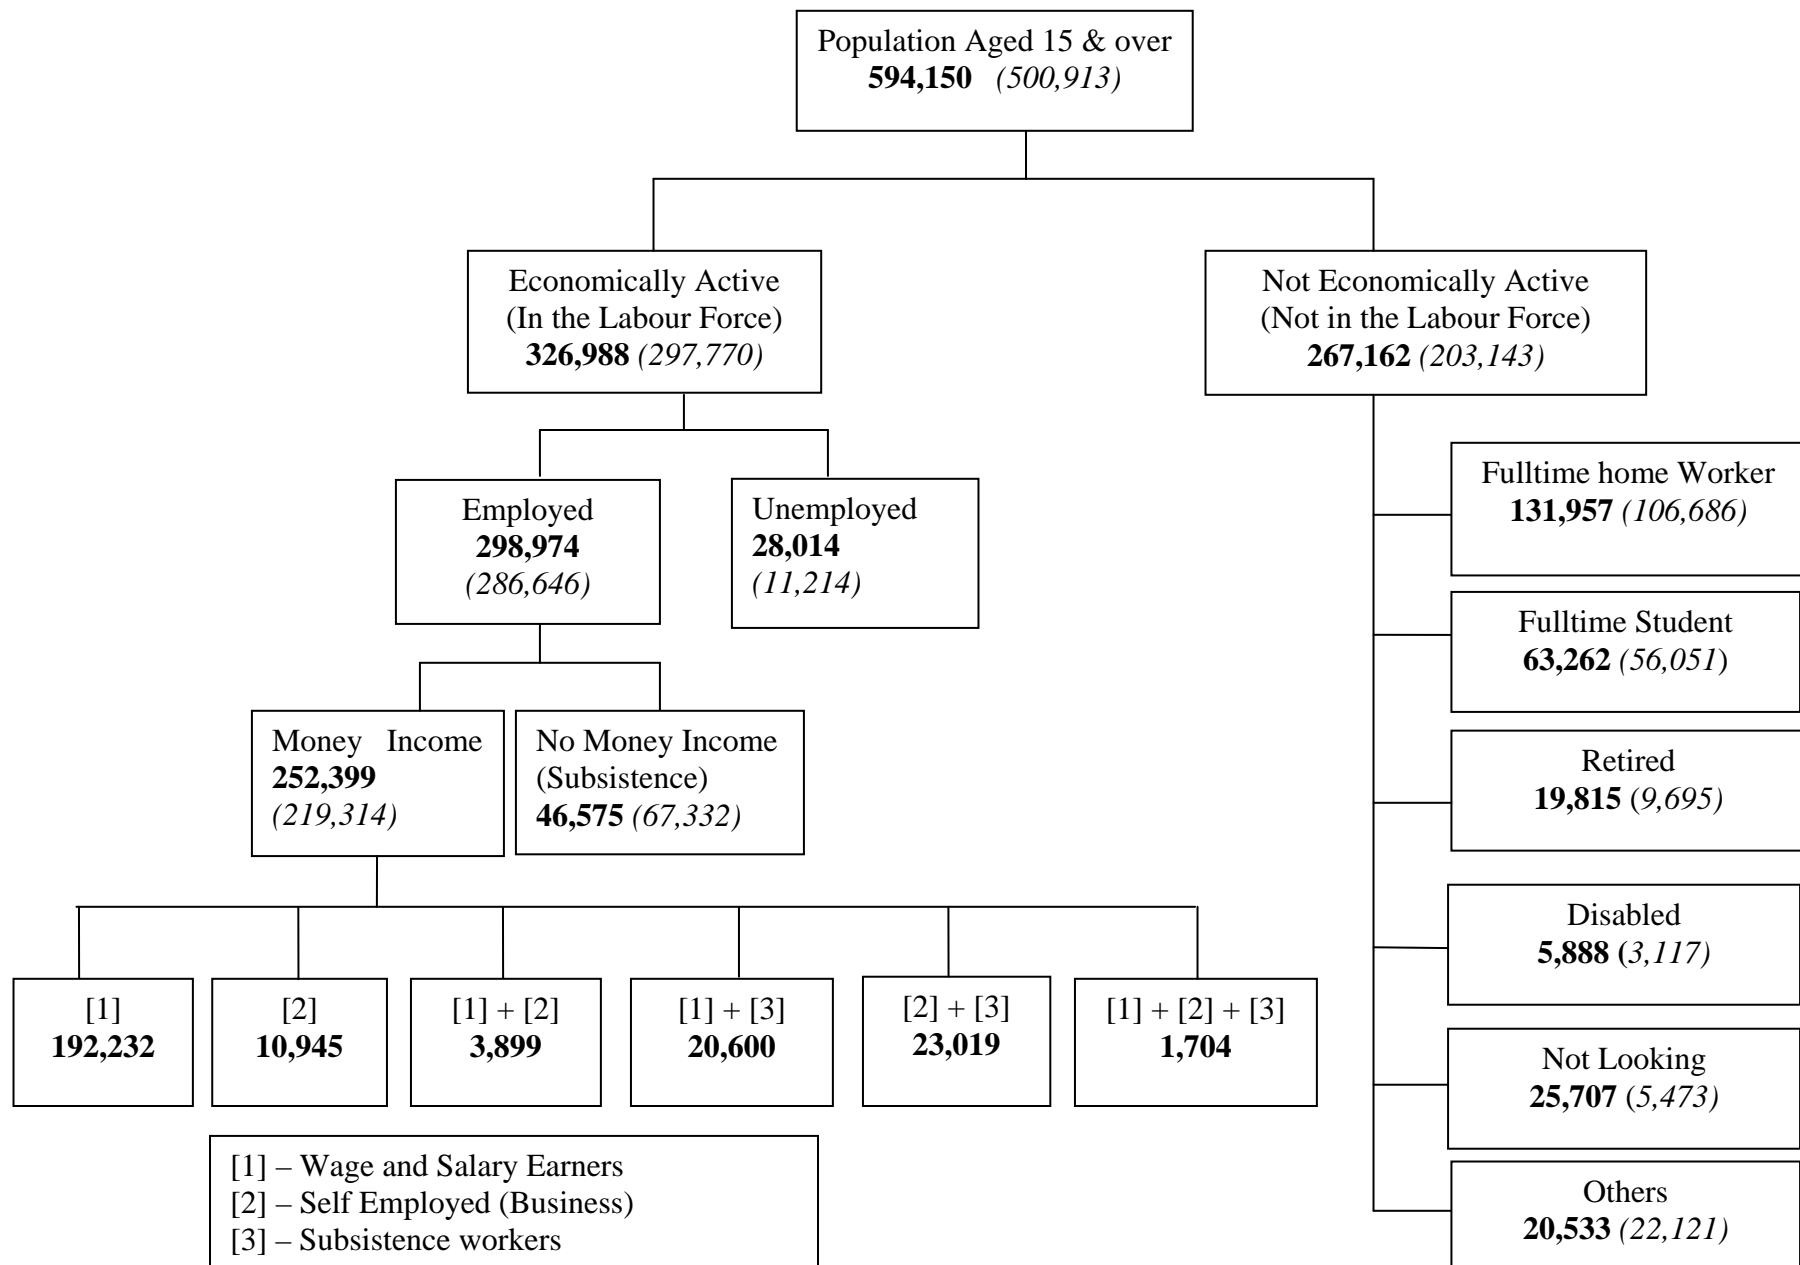 Population Aged 15 & over
594,150 (500,913)
Economically Active
(In the Labour Force)
326,988 (297,770)
Not Economically Active
(Not in the Labour Force)
267,162 (203,143)
Employed
298,974
(286,646)
Unemployed
28,014
(11,214)
Fulltime home Worker
131,957 (106,686)
Fulltime Student
63,262 (56,051)
Money Income
252,399
(219,314)
No Money Income
(Subsistence)
46,575 (67,332)
Retired
19,815 (9,695)
Disabled
5,888 (3,117)
[1]
192,232
[2]
10,945
[1] + [2]
3,899
[1] + [3]
20,600
[2] + [3]
23,019
[1] + [2] + [3]
1,704
Not Looking
25,707 (5,473)
Others
20,533 (22,121)
[1] – Wage and Salary Earners
[2] – Self Employed (Business)
[3] – Subsistence workers